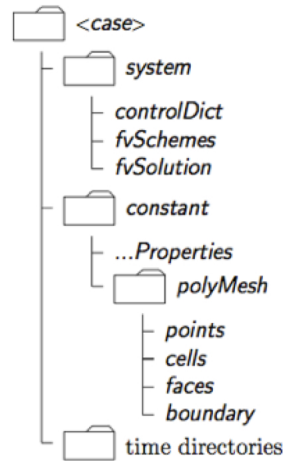 <case>
system
controlDict
fvSchemes
fvSolution
constant
...Properties
polyMesh
points
cells
faces
boundary
time directories